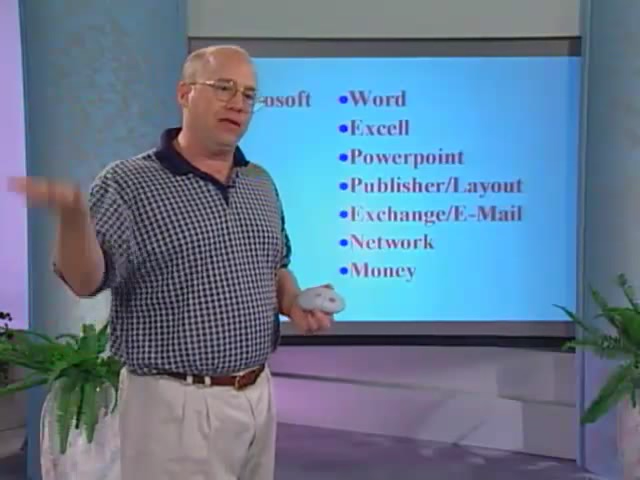 osoft
•Word
•Excell
•Powerpoint
•Publisher/Layout
•Exchange/E-Mail
•Network
•Money